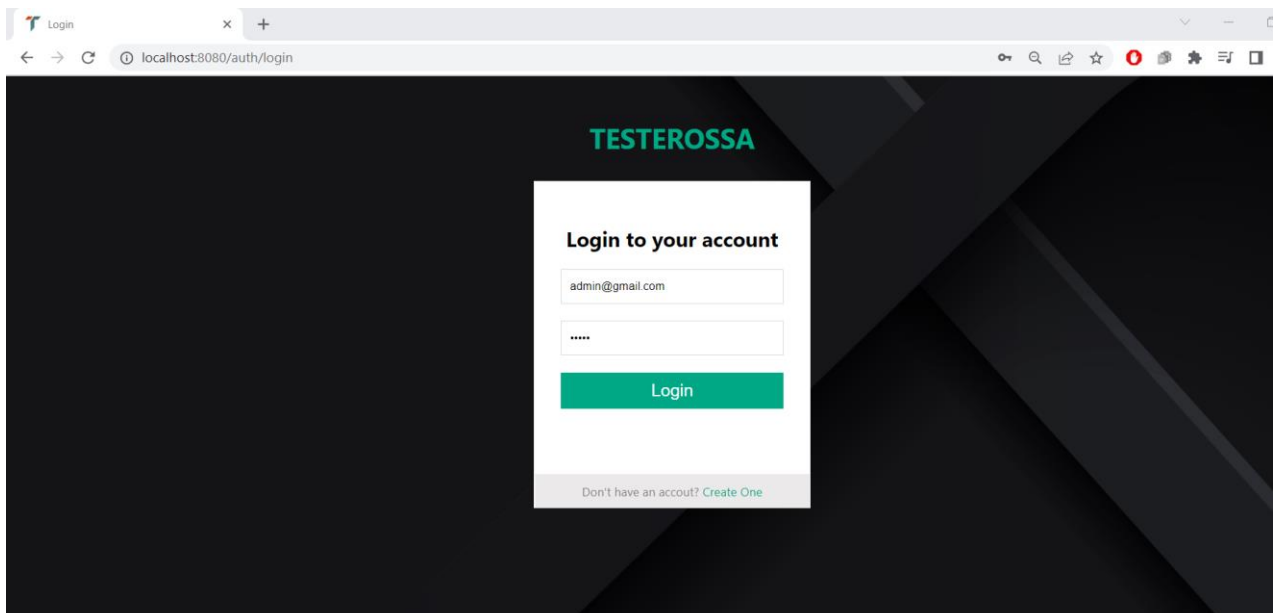 Login
localhost:8080/auth/login
TESTEROSSA
Login to your account
admin@gmail.com
•••••
Login
Don't have an accout? Create One